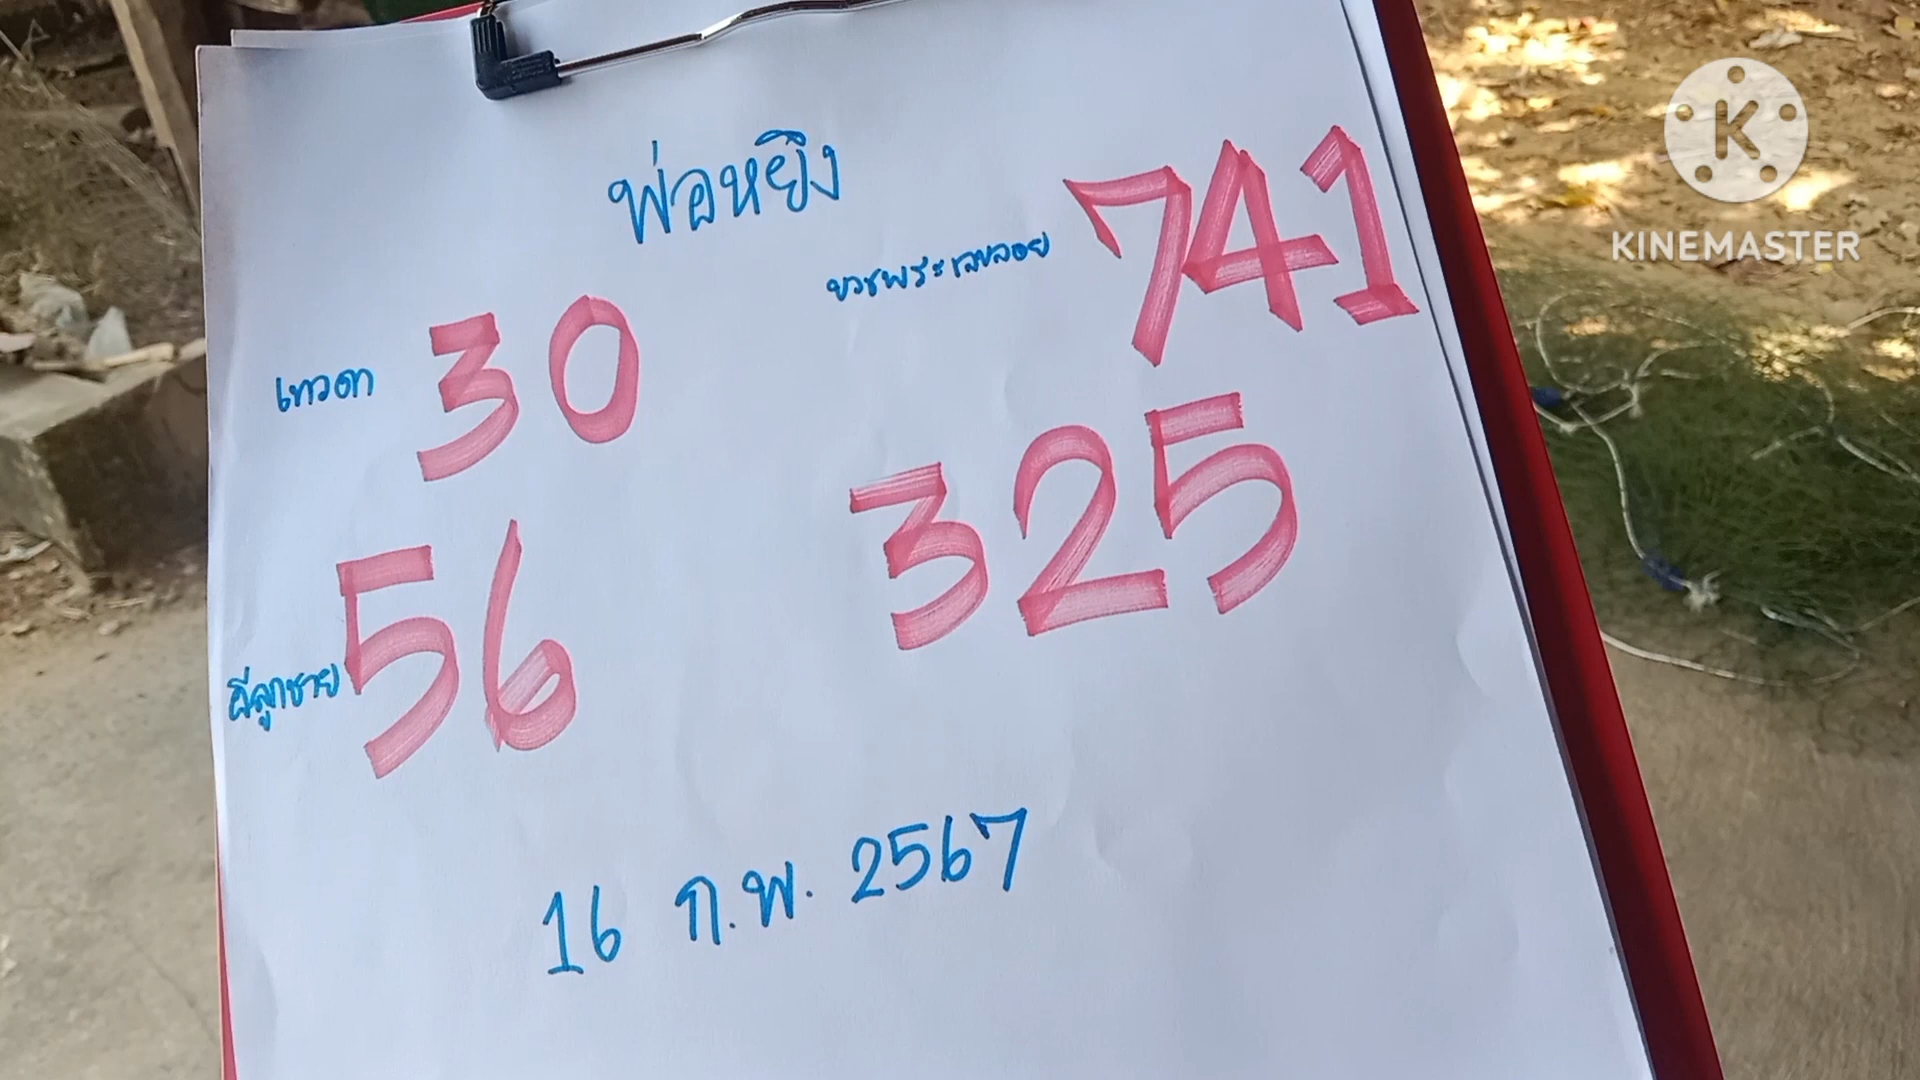 พ่อหยิง
บวชพระเลขลอย 741
เทวดา 30
325
ผีลูกชาย 56
16 ก.พ. 2567
K
KINEMASTER